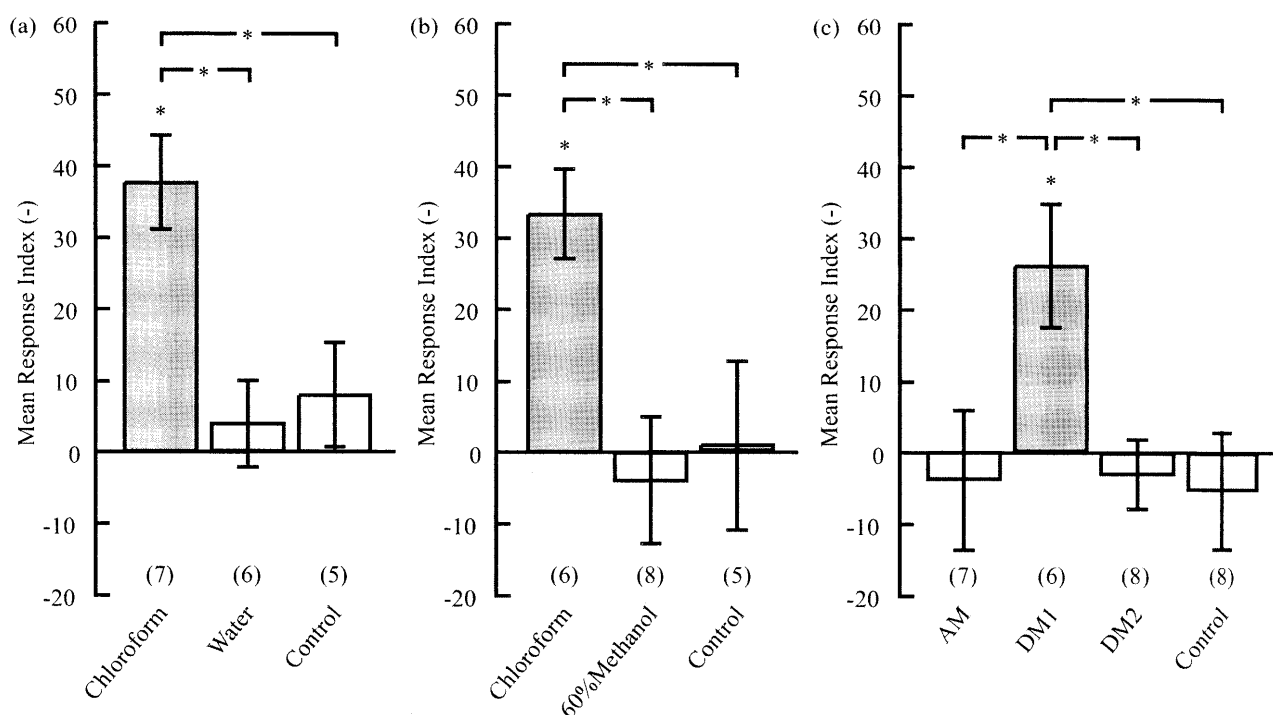 (a)
Mean Response Index (-)
60
50
40
30
20
10
0
-10
-20
*
*
*
(7)
(6)
(5)
Chloroform
Water
Control
(b)
Mean Response Index (-)
60
50
40
30
20
10
0
-10
-20
*
*
*
(6)
(8)
(5)
Chloroform
60%Methanol
Control
(c)
Mean Response Index (-)
60
50
40
30
20
10
0
-10
-20
*
*
*
*
(7)
(6)
(8)
(8)
AM
DM1
DM2
Control